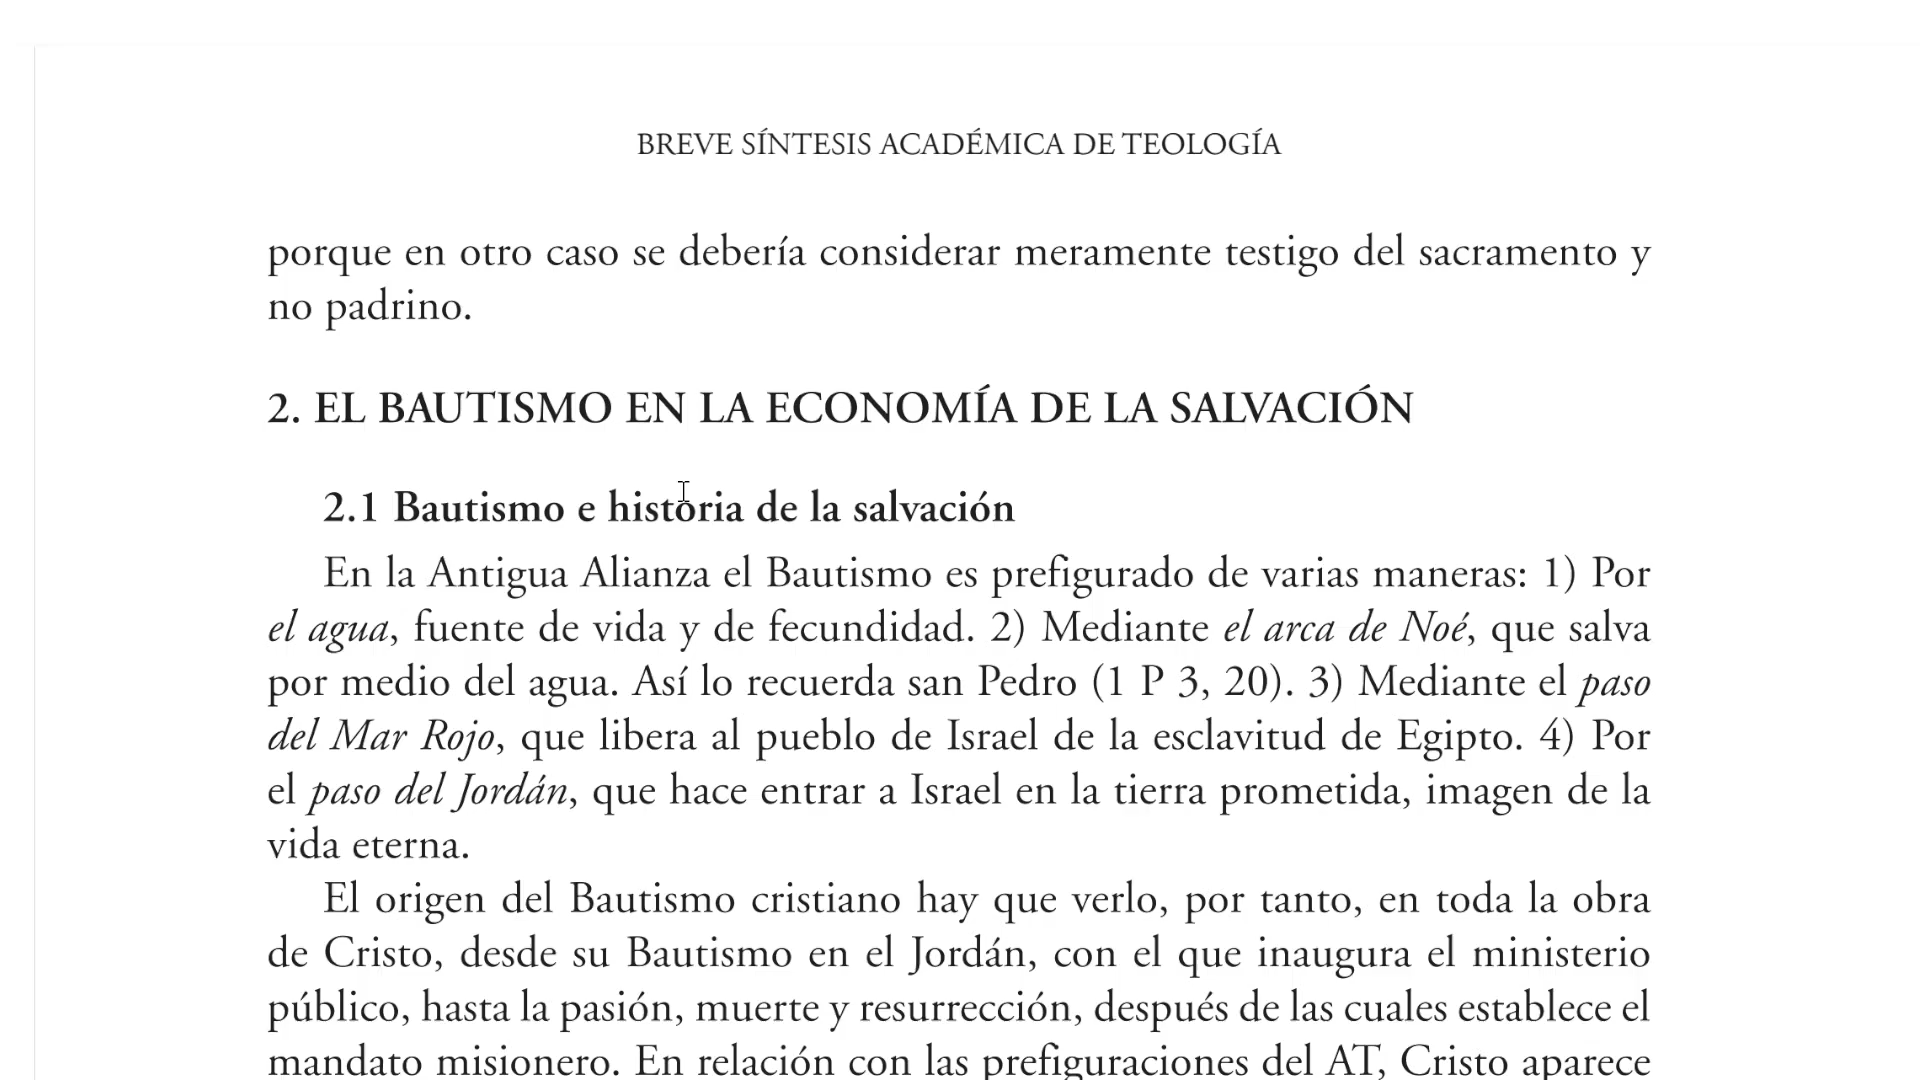 BREVE SÍNTESIS ACADÉMICA DE TEOLOGÍA
porque en otro caso se debería considerar meramente testigo del sacramento y
no padrino.
2. EL BAUTISMO EN LA ECONOMÍA DE LA SALVACIÓN
2.1 Bautismo e historia de la salvación
En la Antigua Alianza el Bautismo es prefigurado de varias maneras: 1) Por
el agua, fuente de vida y de fecundidad. 2) Mediante el arca de Noé, que salva
por medio del agua. Así lo recuerda san Pedro (1 P 3, 20). 3) Mediante el paso
del Mar Rojo, que libera al pueblo de Israel de la esclavitud de Egipto. 4) Por
el paso del Jordán, que hace entrar a Israel en la tierra prometida, imagen de la
vida eterna.
El origen del Bautismo cristiano hay que verlo, por tanto, en toda la obra
de Cristo, desde su Bautismo en el Jordán, con el que inaugura el ministerio
público, hasta la pasión, muerte y resurrección, después de las cuales establece el
mandato misionero. En relación con las prefiguraciones del AT, Cristo aparece